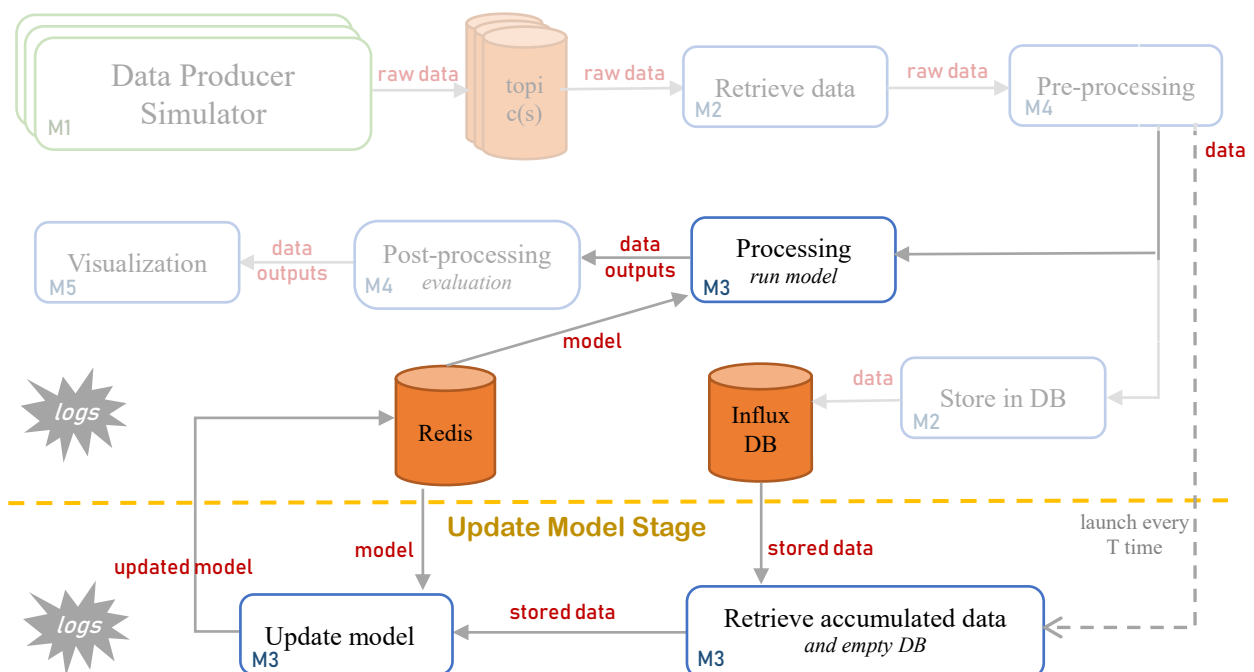 Data Producer
Simulator
M1
raw data
topi
c(s)
raw data
Retrieve data
M2
raw data
Pre-processing
M4
data
Visualization
M5
data
outputs
Post-processing
evaluation
M4
data
outputs
Processing
run model
M3
model
logs
Redis
Influx
DB
data
Store in DB
M2
Update Model Stage
launch every
T time
model
stored data
updated model
logs
Update model
M3
stored data
Retrieve accumulated data
and empty DB
M3